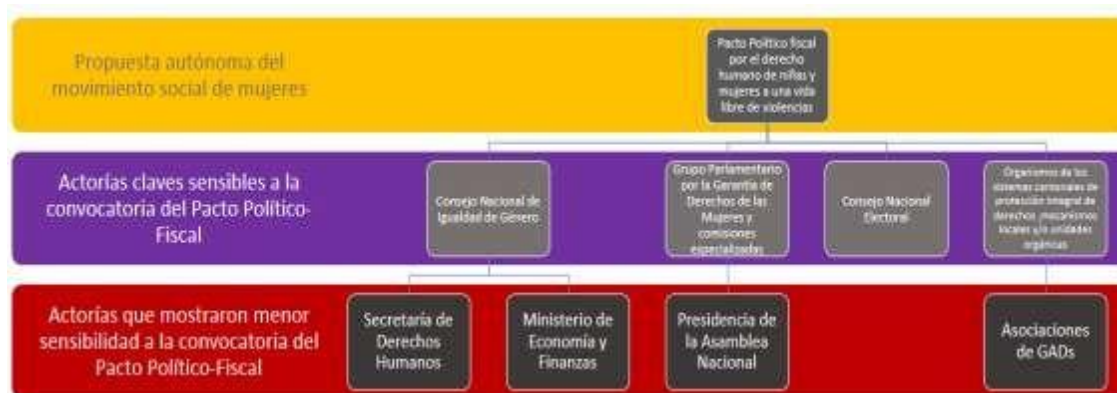 Propuesta autónoma del
movimiento social de mujeres
Pacto Político fiscal
por el derecho
humano de niñas y
mujeres a una vida
libre de violencias
Actorías claves sensibles a la
convocatoria del Pacto Político-
Fiscal
Consejo Nacional de
Igualdad de Género
Grupo Parlamentario
por la Garantía de
Derechos de las
Mujeres y
comisiones
especializadas
Consejo Nacional
Electoral
Organismos de los
sistemas cantonales de
protección integral de
derechos, mecanismos
locales y/o unidades
orgánicas
Actorías que mostraron menor
sensibilidad a la convocatoria del
Pacto Político-Fiscal
Secretaría de
Derechos
Humanos
Ministerio de
Economía y
Finanzas
Presidencia de
la Asamblea
Nacional
Asociaciones
de GADs